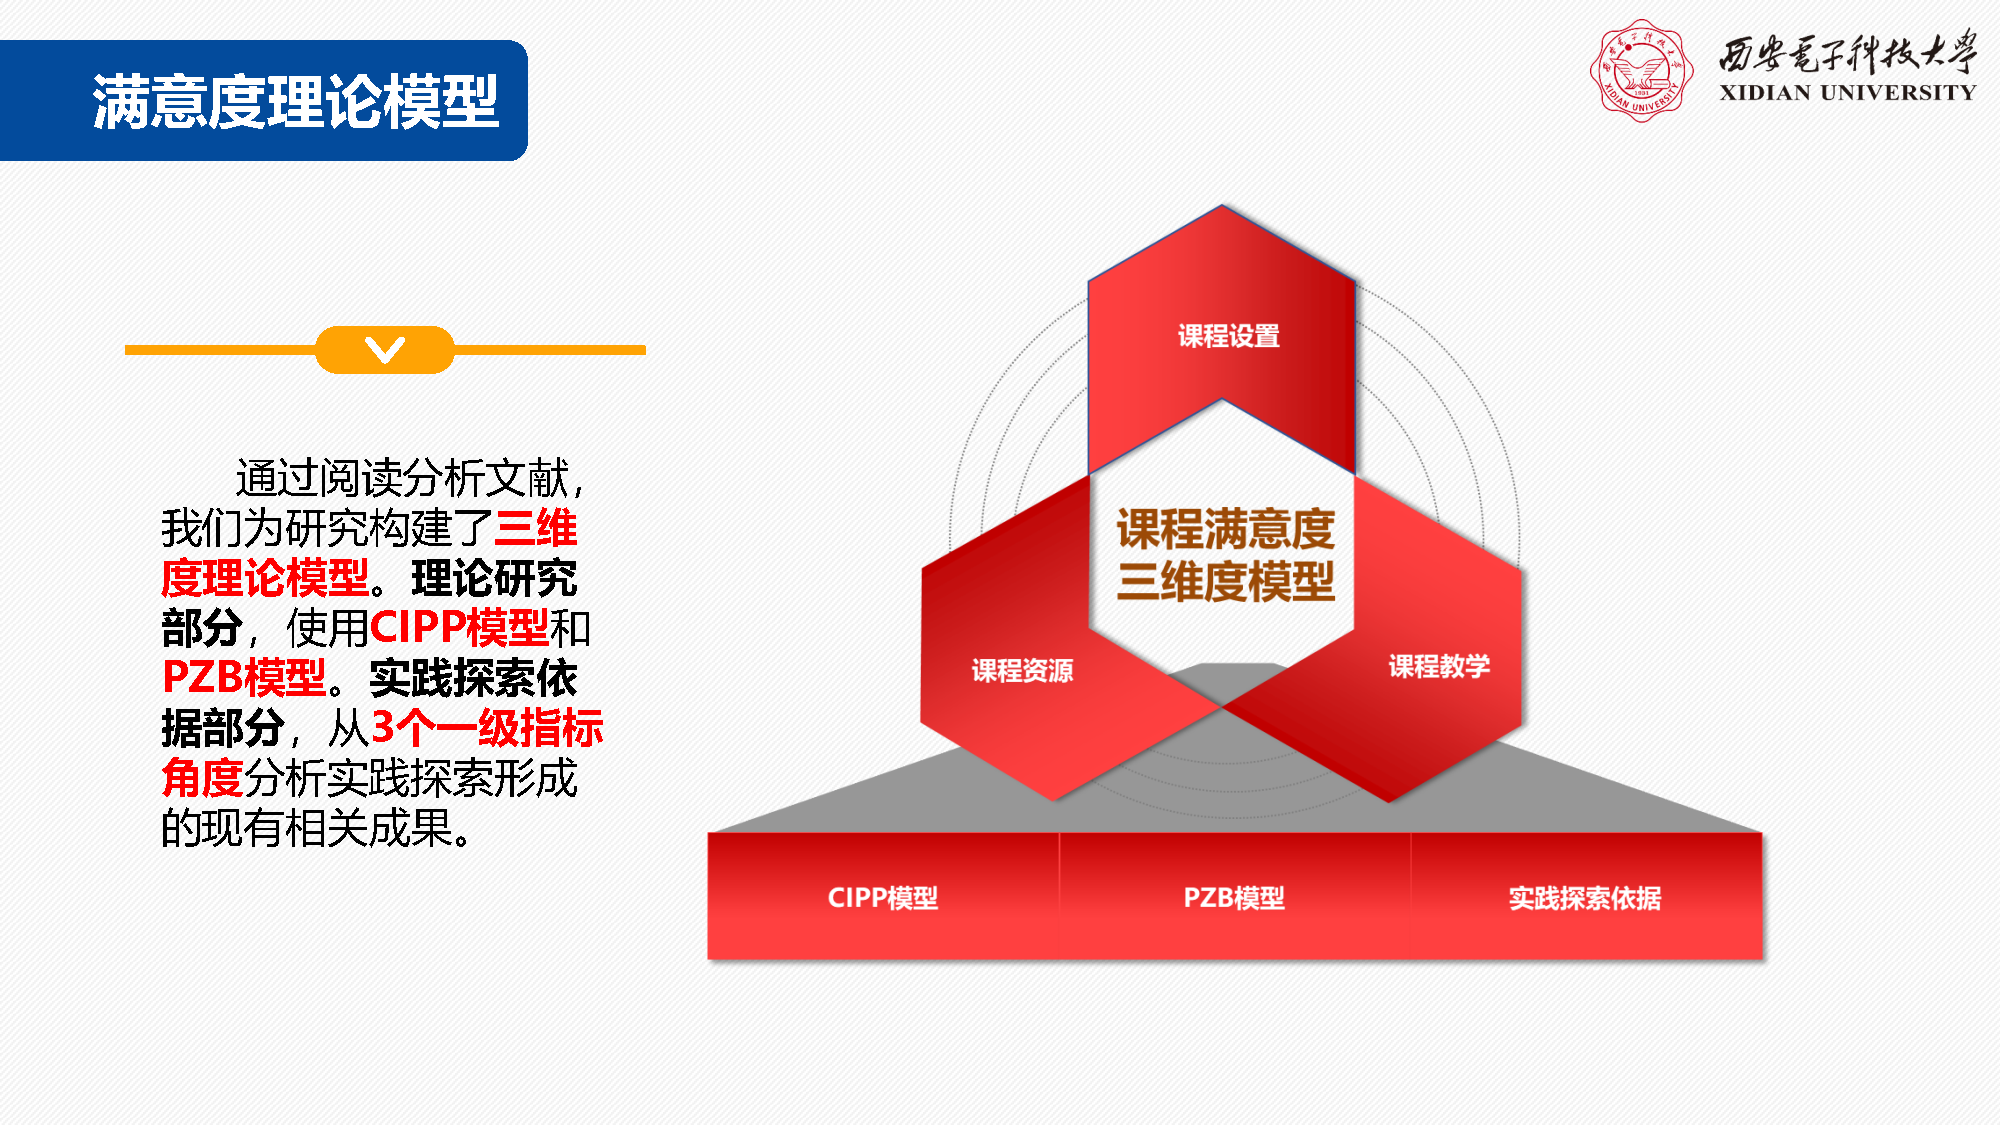 满意度理论模型
西安電子科技大學
XIDIAN UNIVERSITY
XIDIAN UNIVERSITY
1931
通过阅读分析文献，
我们为研究构建了三维
度理论模型。理论研究
部分，使用CIPP模型和
PZB模型。实践探索依
据部分，从3个一级指标
角度分析实践探索形成
的现有相关成果。
课程设置
课程满意度
三维度模型
课程资源
课程教学
CIPP模型
PZB模型
实践探索依据